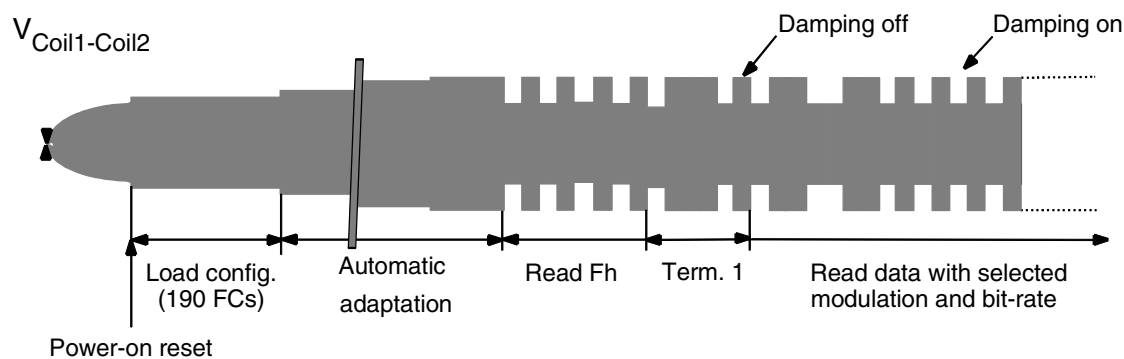 V Coil1-Coil2
Damping off
Damping on
Load config.
(190 FCs)
Automatic
adaptation
Read Fh
Term. 1
Read data with selected
modulation and bit-rate
Power-on reset